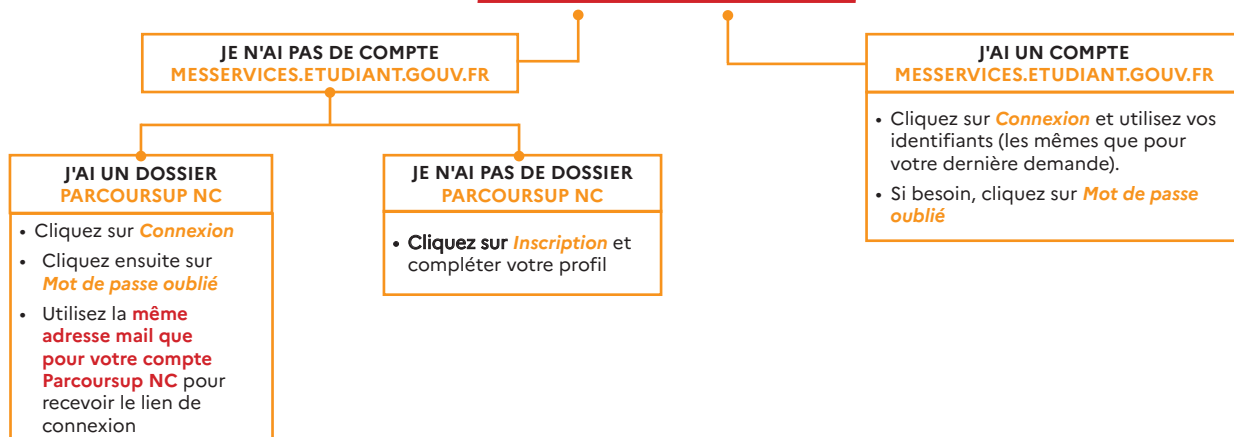 JE N'AI PAS DE COMPTE
MESSERVICES.ETUDIANT.GOUV.FR
J'AI UN DOSSIER
PARCOURSUP NC
• Cliquez sur Connexion
• Cliquez ensuite sur
Mot de passe oublié
• Utilisez la même
adresse mail que
pour votre compte
Parcoursup NC pour
recevoir le lien de
connexion
JE N'AI PAS DE DOSSIER
PARCOURSUP NC
• Cliquez sur Inscription et
compléter votre profil
J'AI UN COMPTE
MESSERVICES.ETUDIANT.GOUV.FR
• Cliquez sur Connexion et utilisez vos
identifiants (les mêmes que pour
votre dernière demande).
• Si besoin, cliquez sur Mot de passe
oublié